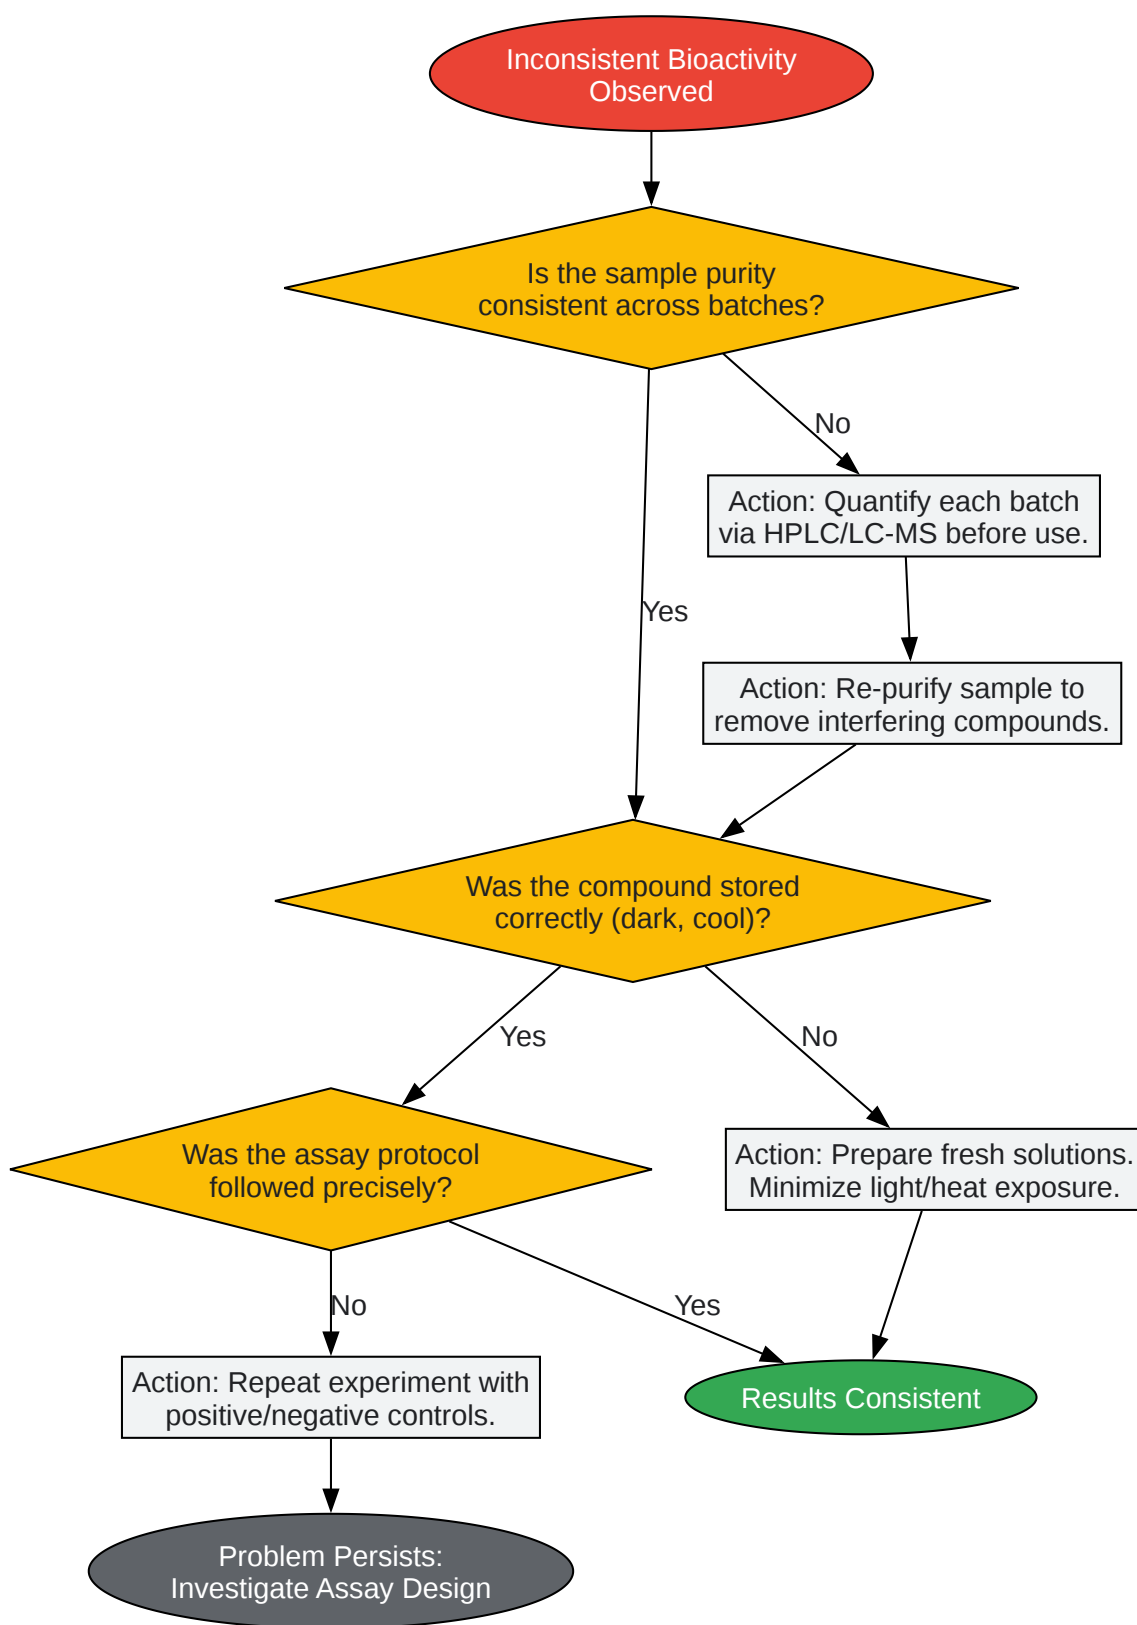 Inconsistent Bioactivity
Observed
Is the sample purity
consistent across batches?
No
Action: Quantify each batch
via HPLC/LC-MS before use.
Yes
Action: Re-purify sample to
remove interfering compounds.
Was the compound stored
correctly (dark, cool)?
Yes
No
Was the assay protocol
followed precisely?
Action: Prepare fresh solutions.
Minimize light/heat exposure.
No
Yes
Action: Repeat experiment with
positive/negative controls.
Results Consistent
Problem Persists:
Investigate Assay Design